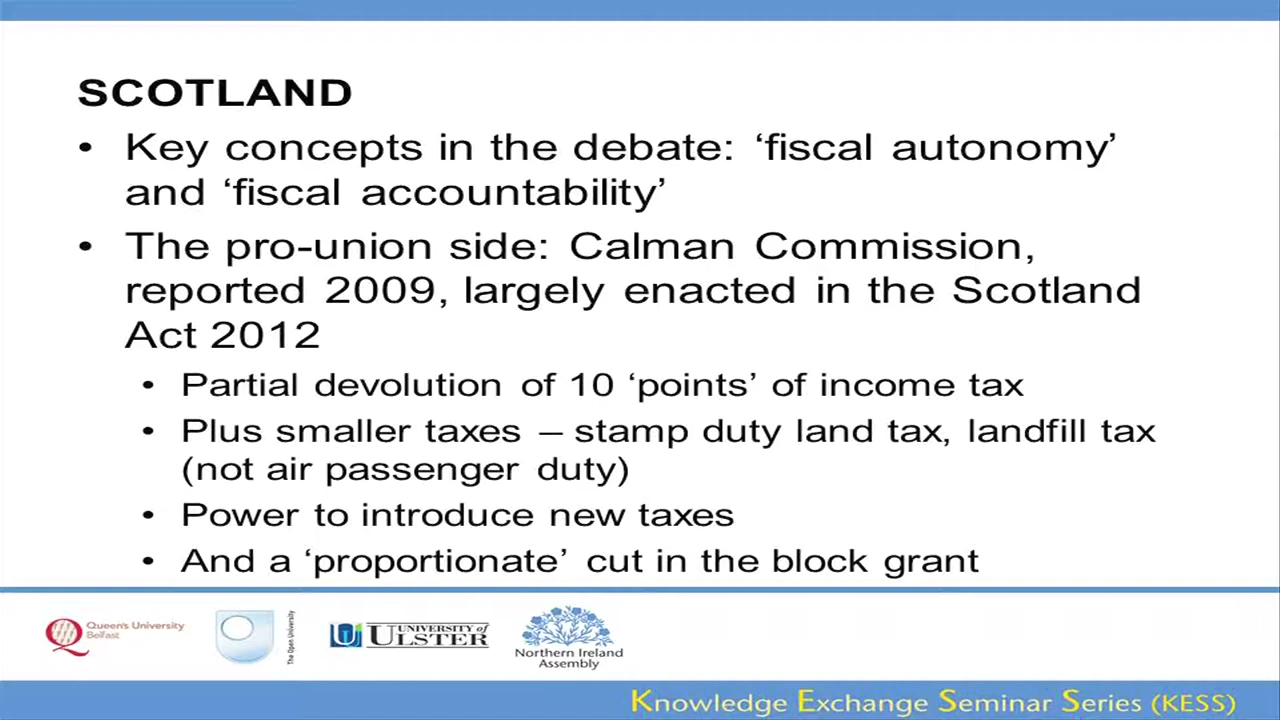 SCOTLAND
• Key concepts in the debate: ‘fiscal autonomy’
and ‘fiscal accountability’
• The pro-union side: Calman Commission,
reported 2009, largely enacted in the Scotland
Act 2012
• Partial devolution of 10 ‘points’ of income tax
• Plus smaller taxes – stamp duty land tax, landfill tax
(not air passenger duty)
• Power to introduce new taxes
• And a ‘proportionate’ cut in the block grant
Queen's University
Belfast
The Open University
UNIVERSITY of
ULSTER
Northern Ireland
Assembly
Knowledge Exchange Seminar Series (KESS)